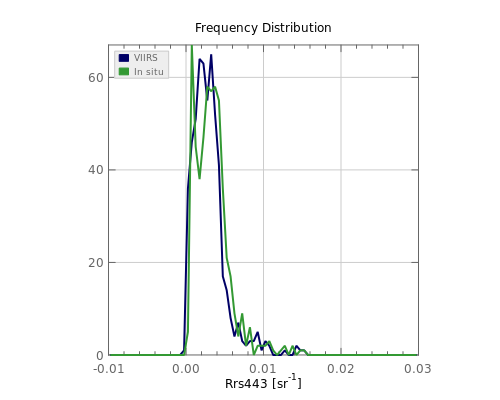 Frequency Distribution
VIIRS
In situ
60
40
20
0
-0.01 0.00 0.01 0.02 0.03
Rrs443 [sr-1]